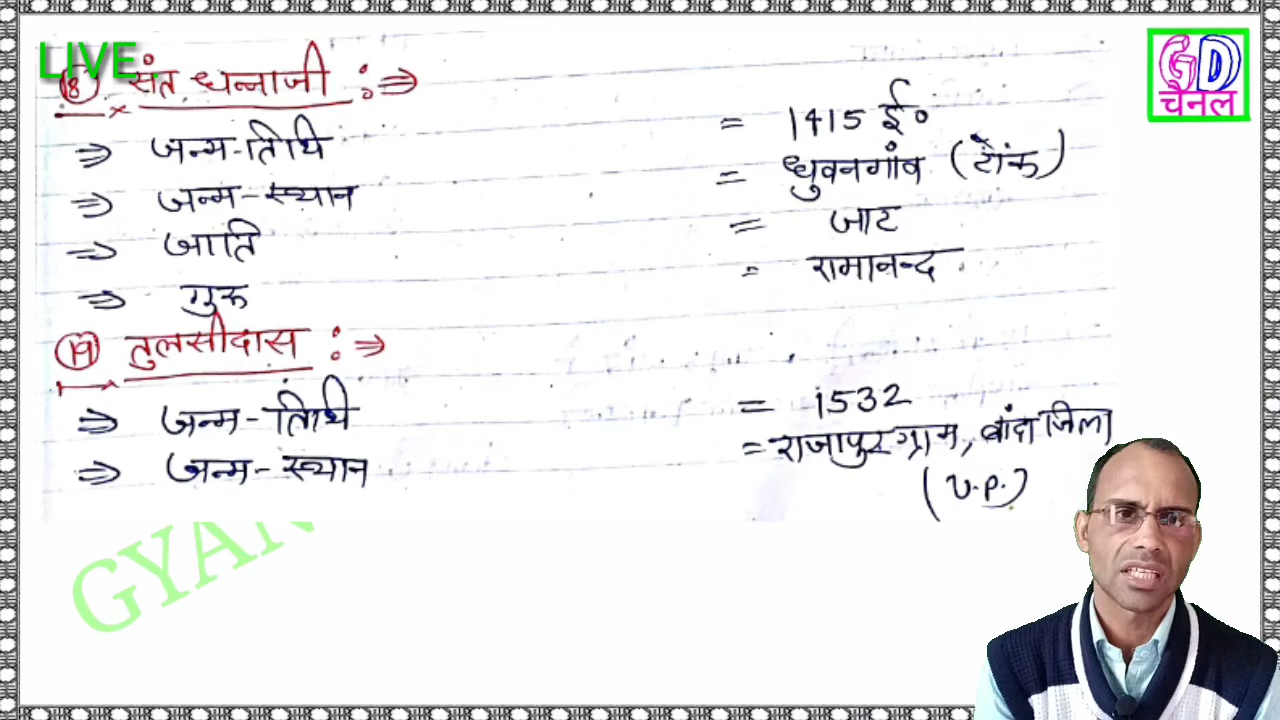 LIVE
GD
चैनल
(18) संत धन्नाजी :⇒
⇒ जन्म-तिथि = 1415 ई०
⇒ जन्म-स्थान = धुवनगांव (टोंक)
⇒ जाति = जाट
⇒ गुरु = रामानन्द
(19) तुलसीदास :⇒
⇒ जन्म-तिथि = 1532
⇒ जन्म-स्थान = राजापुर ग्राम, बांदा जिला
(U.P.)
GYAN